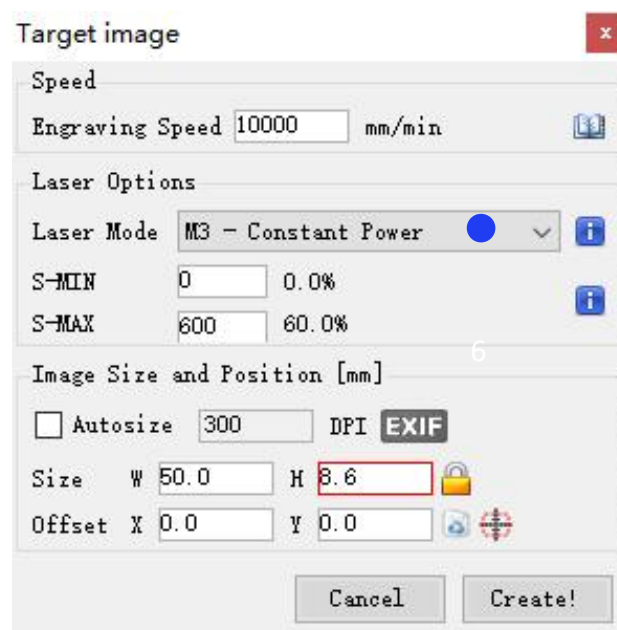 Target image x
Speed
Engraving Speed 10000 mm/min
Laser Options
Laser Mode M3 - Constant Power
S-MIN 0 0.0%
S-MAX 600 60.0%
6
Image Size and Position [mm]
Autosize 300 DPI EXIF
Size W 50.0 H 8.6
Offset X 0.0 Y 0.0
Cancel Create!